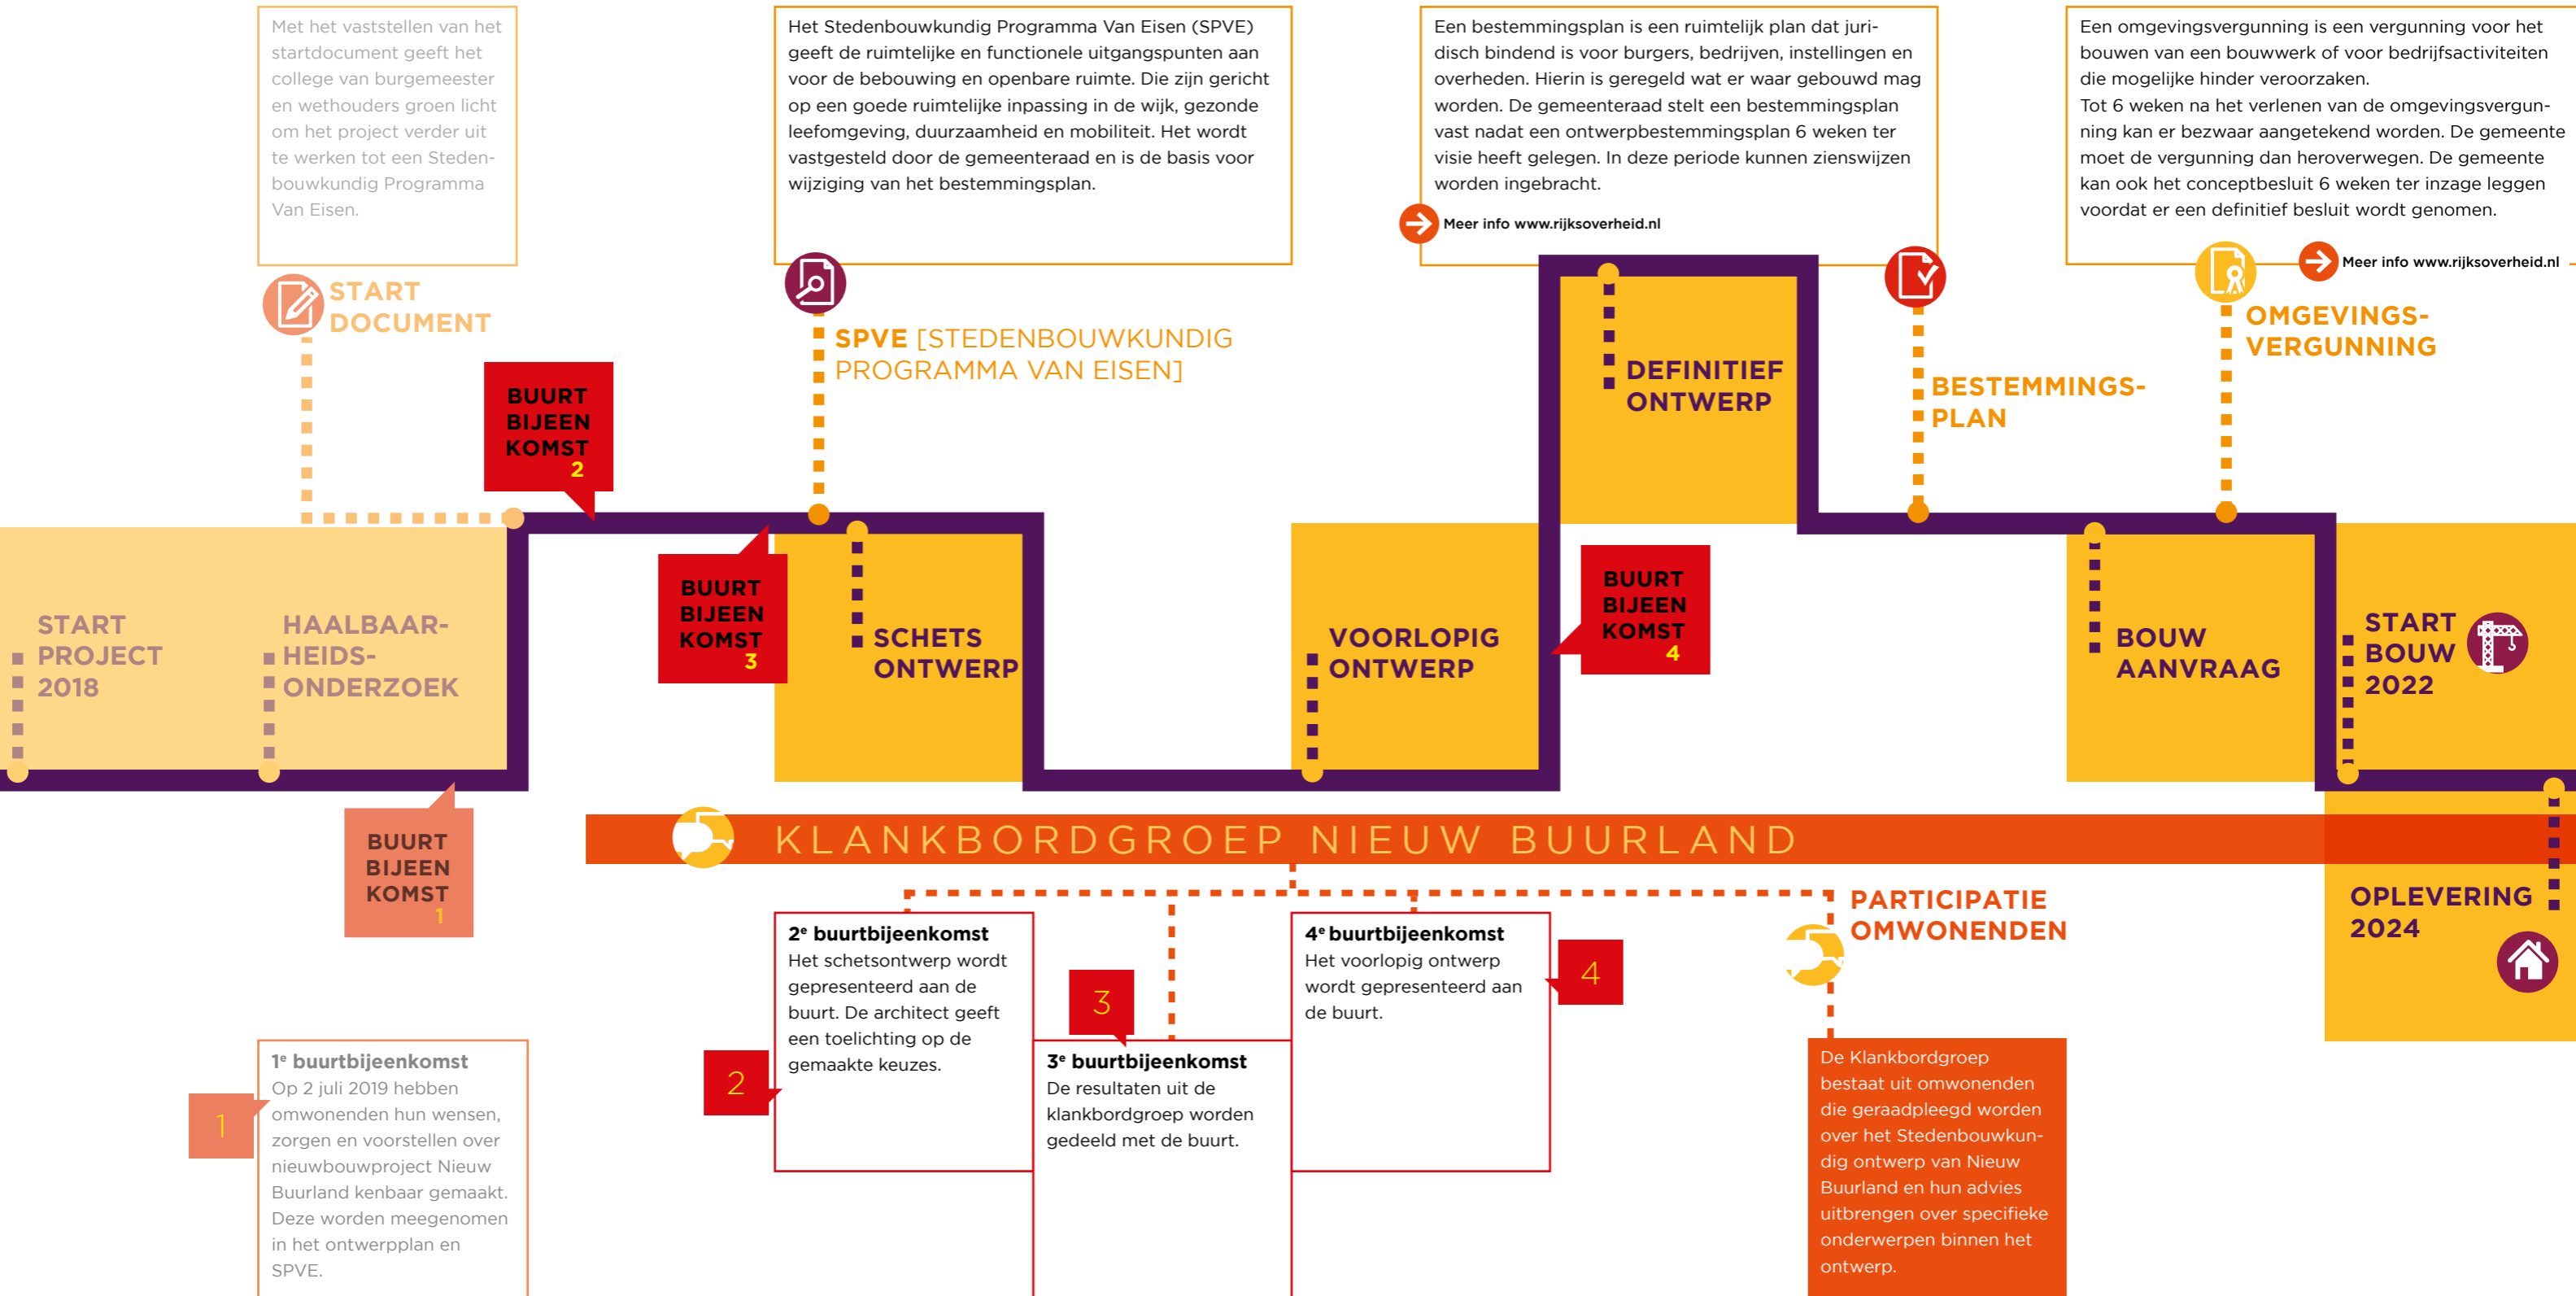 Met het vaststellen van het
startdocument geeft het
college van burgemeester
en wethouders groen licht
om het project verder uit
te werken tot een Steden-
bouwkundig Programma
Van Eisen.
Het Stedenbouwkundig Programma Van Eisen (SPVE)
geeft de ruimtelijke en functionele uitgangspunten aan
voor de bebouwing en openbare ruimte. Die zijn gericht
op een goede ruimtelijke inpassing in de wijk, gezonde
leefomgeving, duurzaamheid en mobiliteit. Het wordt
vastgesteld door de gemeenteraad en is de basis voor
wijziging van het bestemmingsplan.
Een bestemmingsplan is een ruimtelijk plan dat juri-
disch bindend is voor burgers, bedrijven, instellingen en
overheden. Hierin is geregeld wat er waar gebouwd mag
worden. De gemeenteraad stelt een bestemmingsplan
vast nadat een ontwerpbestemmingsplan 6 weken ter
visie heeft gelegen. In deze periode kunnen zienswijzen
worden ingebracht.
Meer info www.rijksoverheid.nl
Een omgevingsvergunning is een vergunning voor het
bouwen van een bouwwerk of voor bedrijfsactiviteiten
die mogelijke hinder veroorzaken.
Tot 6 weken na het verlenen van de omgevingsvergun-
ning kan er bezwaar aangetekend worden. De gemeente
moet de vergunning dan heroverwegen. De gemeente
kan ook het conceptbesluit 6 weken ter inzage leggen
voordat er een definitief besluit wordt genomen.
Meer info www.rijksoverheid.nl
START
DOCUMENT
SPVE [STEDENBOUWKUNDIG
PROGRAMMA VAN EISEN]
DEFINITIEF
ONTWERP
BESTEMMINGS-
PLAN
OMGEVINGS-
VERGUNNING
BUURT
BIJEEN
KOMST
2
BUURT
BIJEEN
KOMST
3
BUURT
BIJEEN
KOMST
4
START
PROJECT
2018
HAALBAAR-
HEIDS-
ONDERZOEK
SCHETS
ONTWERP
VOORLOPIG
ONTWERP
BOUW
AANVRAAG
START
BOUW
2022
BUURT
BIJEEN
KOMST
1
KLANKBORDGROEP NIEUW BUURLAND
PARTICIPATIE
OMWONENDEN
OPLEVERING
2024
1
1e buurtbijeenkomst
Op 2 juli 2019 hebben
omwonenden hun wensen,
zorgen en voorstellen over
nieuwbouwproject Nieuw
Buurland kenbaar gemaakt.
Deze worden meegenomen
in het ontwerpplan en
SPVE.
2
2e buurtbijeenkomst
Het schetsontwerp wordt
gepresenteerd aan de
buurt. De architect geeft
een toelichting op de
gemaakte keuzes.
3
3e buurtbijeenkomst
De resultaten uit de
klankbordgroep worden
gedeeld met de buurt.
4e buurtbijeenkomst
Het voorlopig ontwerp
wordt gepresenteerd aan
de buurt.
4
De Klankbordgroep
bestaat uit omwonenden
die geraadpleegd worden
over het Stedenbouwkun-
dig ontwerp van Nieuw
Buurland en hun advies
uitbrengen over specifieke
onderwerpen binnen het
ontwerp.